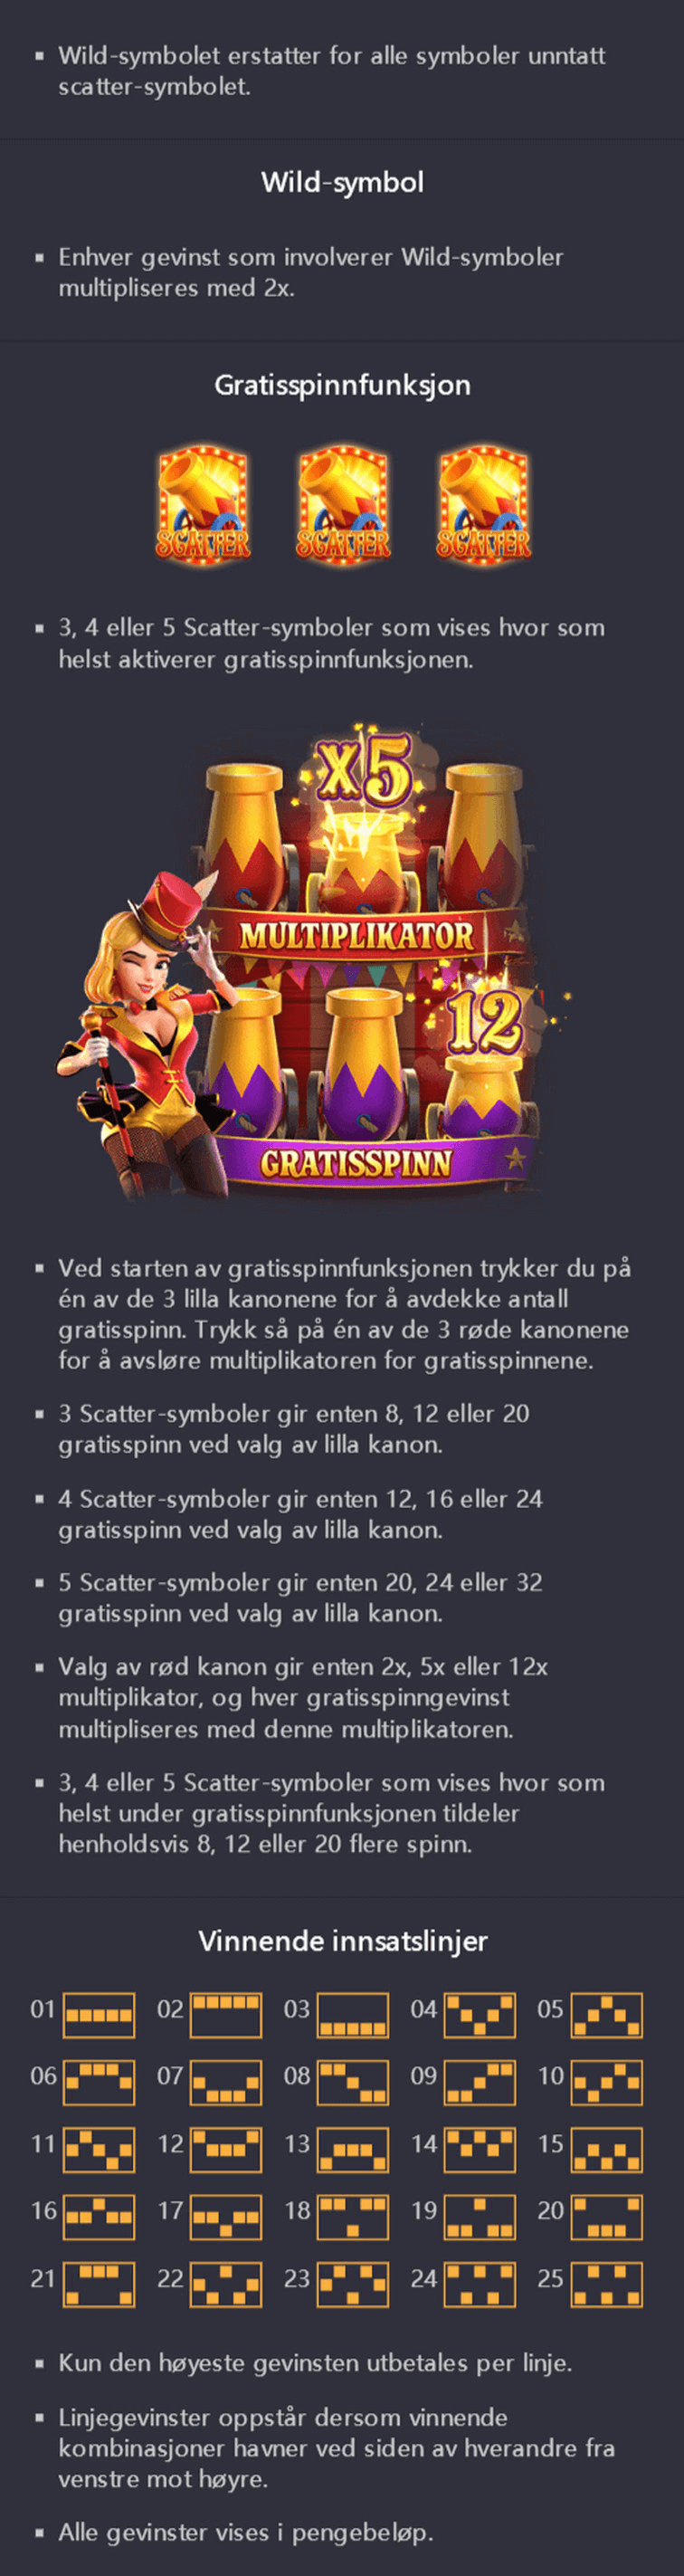 ▪ Wild-symbolet erstatter for alle symboler unntatt
scatter-symbolet.
Wild-symbol
▪ Enhver gevinst som involverer Wild-symboler
multipliseres med 2x.
Gratisspinnfunksjon
SCATTER SCATTER SCATTER
▪ 3, 4 eller 5 Scatter-symboler som vises hvor som
helst aktiverer gratisspinnfunksjonen.
X5
MULTIPLIKATOR
12
GRATISSPINN
▪ Ved starten av gratisspinnfunksjonen trykker du på
én av de 3 lilla kanonene for å avdekke antall
gratisspinn. Trykk så på én av de 3 røde kanonene
for å avsløre multiplikatoren for gratisspinnene.
▪ 3 Scatter-symboler gir enten 8, 12 eller 20
gratisspinn ved valg av lilla kanon.
▪ 4 Scatter-symboler gir enten 12, 16 eller 24
gratisspinn ved valg av lilla kanon.
▪ 5 Scatter-symboler gir enten 20, 24 eller 32
gratisspinn ved valg av lilla kanon.
▪ Valg av rød kanon gir enten 2x, 5x eller 12x
multiplikator, og hver gratisspinngevinst
multipliseres med denne multiplikatoren.
▪ 3, 4 eller 5 Scatter-symboler som vises hvor som
helst under gratisspinnfunksjonen tildeler
henholdsvis 8, 12 eller 20 flere spinn.
Vinnende innsatslinjer
01 02 03 04 05
06 07 08 09 10
11 12 13 14 15
16 17 18 19 20
21 22 23 24 25
▪ Kun den høyeste gevinsten utbetales per linje.
▪ Linjegevinster oppstår dersom vinnende
kombinasjoner havner ved siden av hverandre fra
venstre mot høyre.
▪ Alle gevinster vises i pengebeløp.